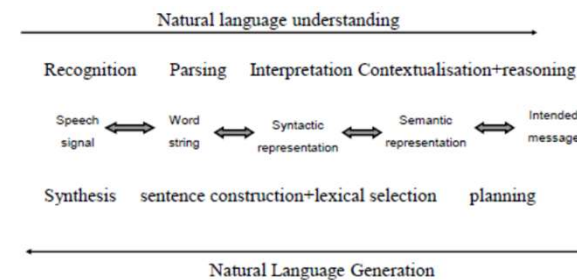 Natural language understanding
Recognition Parsing Interpretation Contextualisation+reasoning
Speech signal Word string Syntactic representation Semantic representation Intended message
Synthesis sentence construction+lexical selection planning
Natural Language Generation